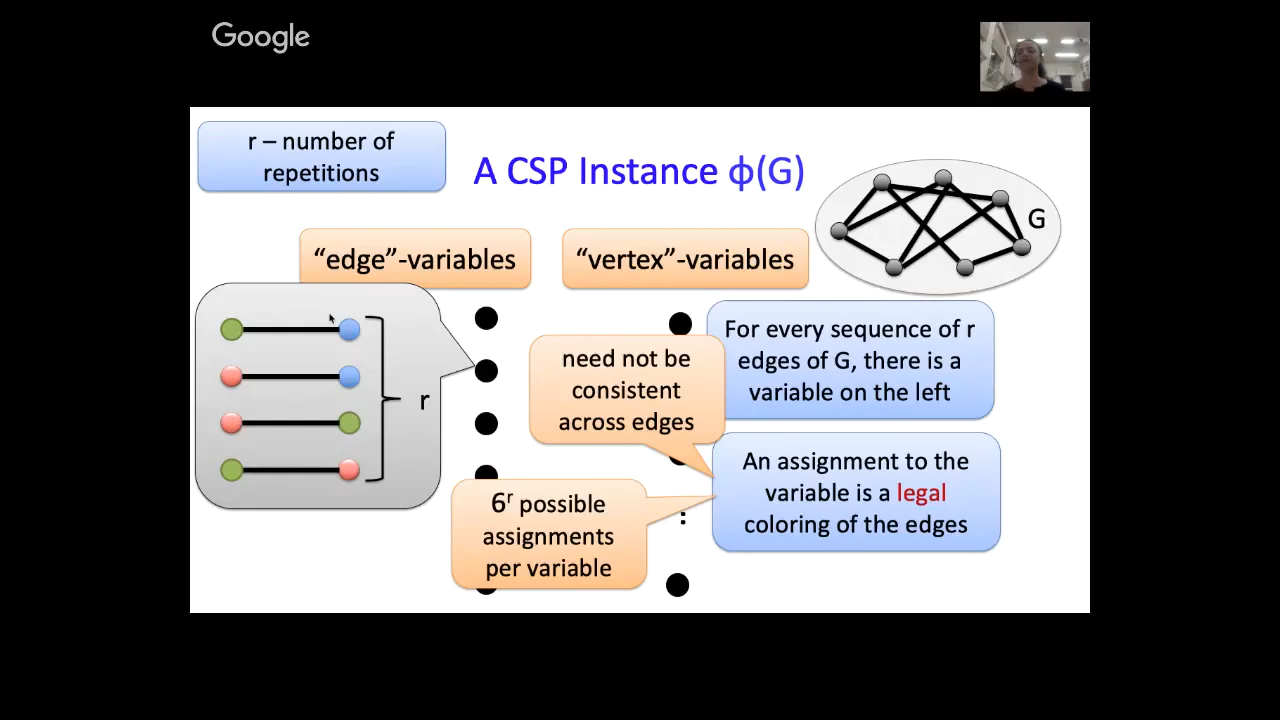 Google
r – number of
repetitions
A CSP Instance ϕ(G)
G
“edge”-variables
“vertex”-variables
r
need not be
consistent
across edges
For every sequence of r
edges of G, there is a
variable on the left
An assignment to the
variable is a legal
coloring of the edges
6ʳ possible
assignments
per variable